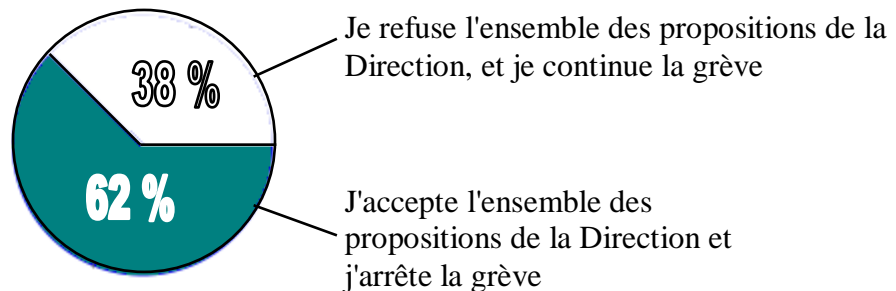 Je refuse l'ensemble des propositions de la
Direction, et je continue la grève
38 %
62 %
J'accepte l'ensemble des
propositions de la Direction et
j'arrête la grève